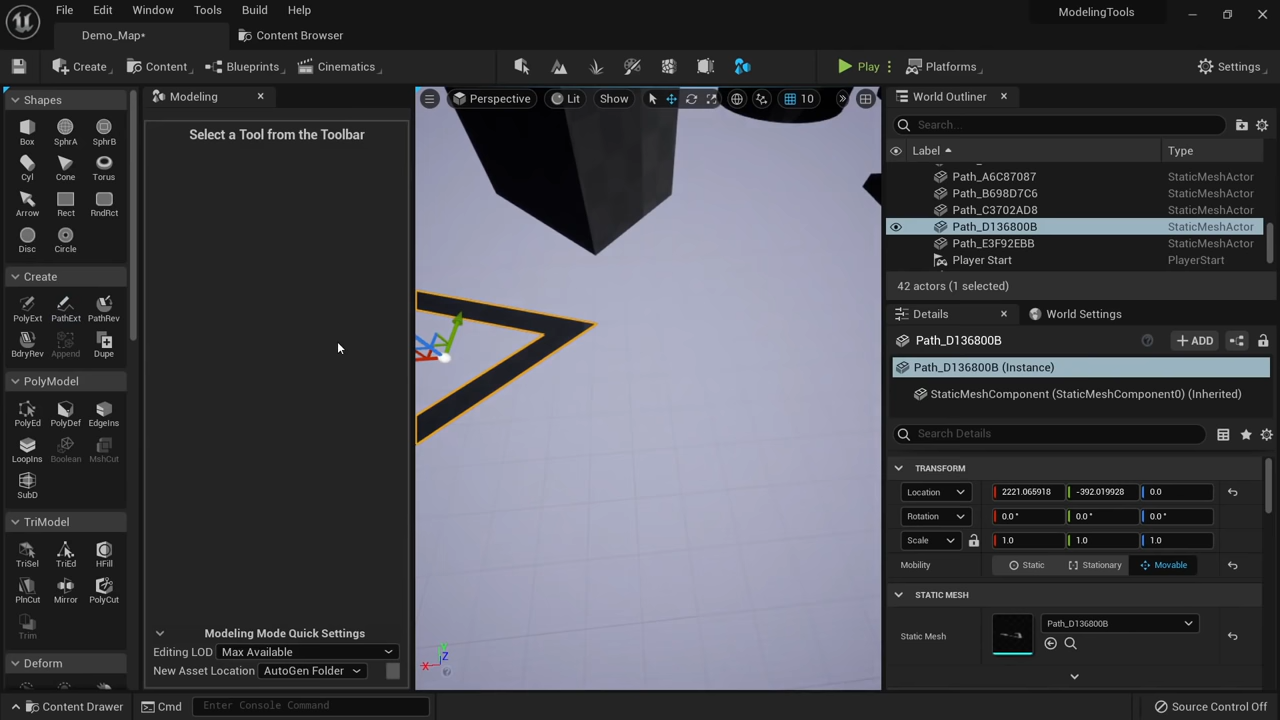 File Edit Window Tools Build Help
ModelingTools
Demo_Map*
Content Browser
Create
Content
Blueprints
Cinematics
Play
Platforms
Settings
Shapes
Box SphrA SphrB
Cyl Cone Torus
Arrow Rect RndRct
Disc Circle
Create
PolyExt PathExt PathRev
BdryRev Append Dupe
PolyModel
PolyEd PolyDef EdgeIns
LoopIns Boolean MshCut
SubD
TriModel
TriSel TriEd HFill
PlnCut Mirror PolyCut
Trim
Deform
Modeling
Select a Tool from the Toolbar
Modeling Mode Quick Settings
Editing LOD Max Available
New Asset Location AutoGen Folder
Perspective Lit Show 10
X Z
World Outliner
Search...
Label Type
Path_A6C87087 StaticMeshActor
Path_B698D7C6 StaticMeshActor
Path_C3702AD8 StaticMeshActor
Path_D136800B StaticMeshActor
Path_E3F92EBB StaticMeshActor
Player Start PlayerStart
42 actors (1 selected)
Details
World Settings
Path_D136800B
+ ADD
Path_D136800B (Instance)
StaticMeshComponent (StaticMeshComponent0) (Inherited)
Search Details
TRANSFORM
Location 2221.065918 -392.019928 0.0
Rotation 0.0° 0.0° 0.0°
Scale 1.0 1.0 1.0
Mobility Static Stationary Movable
STATIC MESH
Static Mesh
Path_D136800B
Content Drawer
Cmd
Enter Console Command
Source Control Off